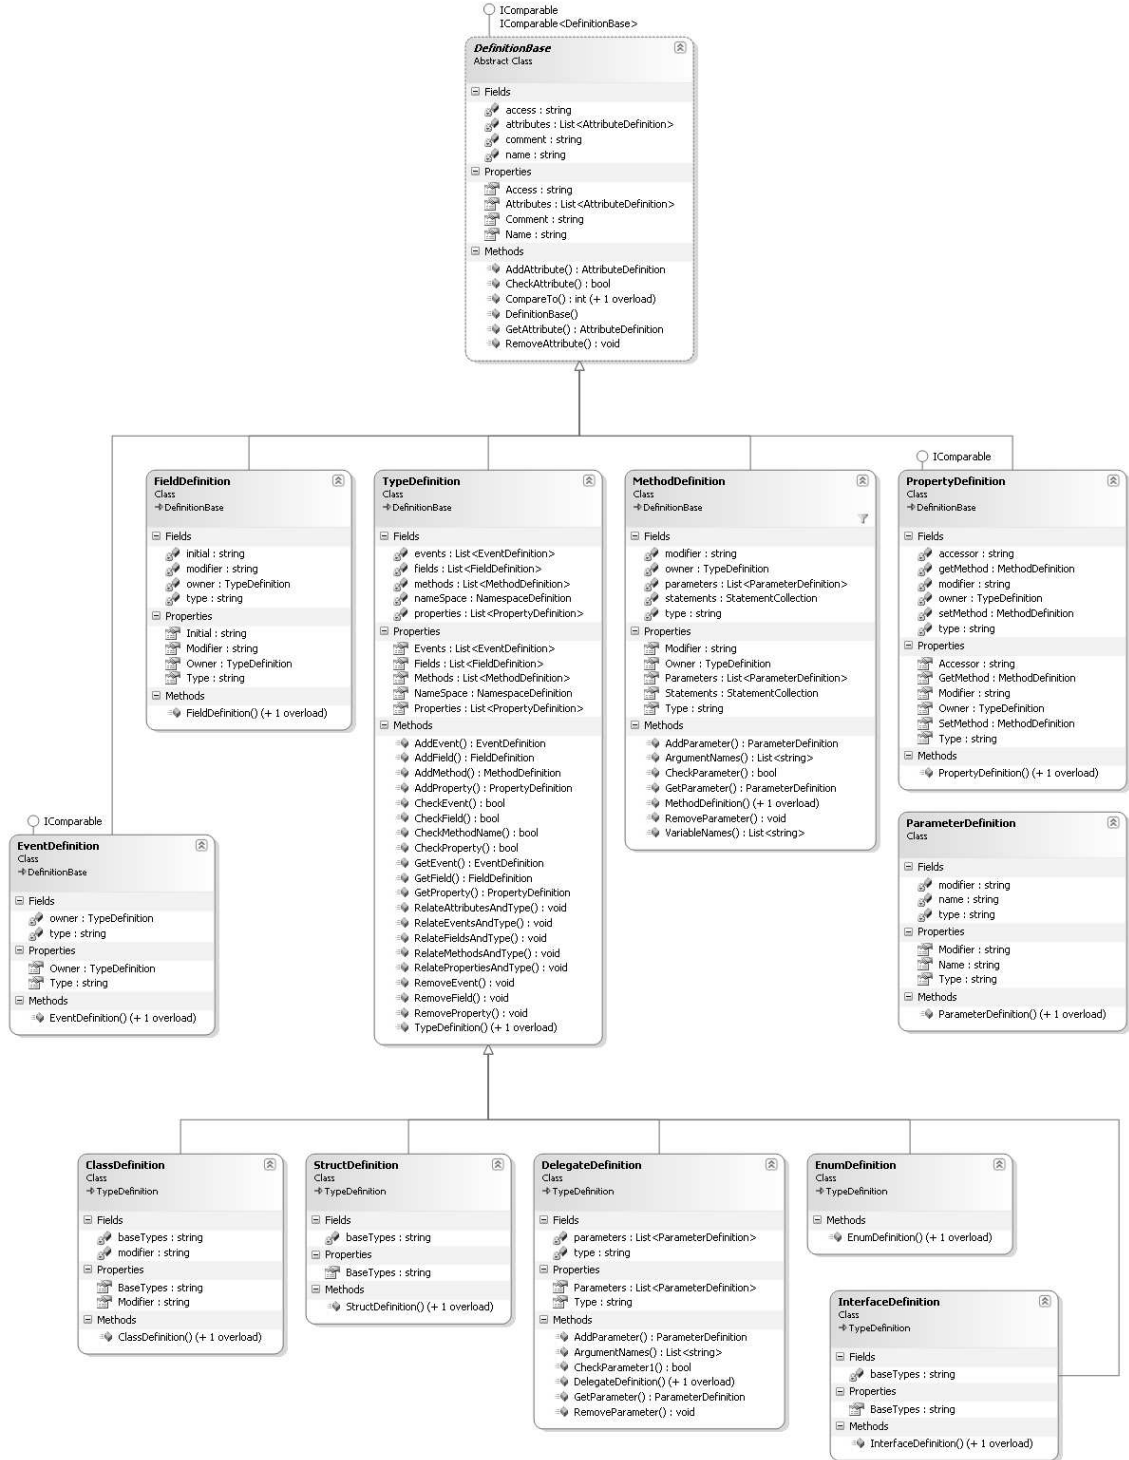 IComparable
IComparable<DefinitionBase>
DefinitionBase
Abstract Class
Fields
access : string
attributes : List<AttributeDefinition>
comment : string
name : string
Properties
Access : string
Attributes : List<AttributeDefinition>
Comment : string
Name : string
Methods
AddAttribute() : AttributeDefinition
CheckAttribute() : bool
CompareTo() : int (+ 1 overload)
DefinitionBase()
GetAttribute() : AttributeDefinition
RemoveAttribute() : void
FieldDefinition
Class
DefinitionBase
Fields
initial : string
modifier : string
owner : TypeDefinition
type : string
Properties
Initial : string
Modifier : string
Owner : TypeDefinition
Type : string
Methods
FieldDefinition() (+ 1 overload)
TypeDefinition
Class
DefinitionBase
Fields
events : List<EventDefinition>
fields : List<FieldDefinition>
methods : List<MethodDefinition>
nameSpace : NamespaceDefinition
properties : List<PropertyDefinition>
Properties
Events : List<EventDefinition>
Fields : List<FieldDefinition>
Methods : List<MethodDefinition>
NameSpace : NamespaceDefinition
Properties : List<PropertyDefinition>
Methods
AddEvent() : EventDefinition
AddField() : FieldDefinition
AddMethod() : MethodDefinition
AddProperty() : PropertyDefinition
CheckEvent() : bool
CheckField() : bool
CheckMethodName() : bool
CheckProperty() : bool
GetEvent() : EventDefinition
GetField() : FieldDefinition
GetProperty() : PropertyDefinition
RelateAttributesAndType() : void
RelateEventsAndType() : void
RelateFieldsAndType() : void
RelateMethodsAndType() : void
RelatePropertiesAndType() : void
RemoveEvent() : void
RemoveField() : void
RemoveProperty() : void
TypeDefinition() (+ 1 overload)
MethodDefinition
Class
DefinitionBase
Fields
modifier : string
owner : TypeDefinition
parameters : List<ParameterDefinition>
statements : StatementCollection
type : string
Properties
Modifier : string
Owner : TypeDefinition
Parameters : List<ParameterDefinition>
Statements : StatementCollection
Type : string
Methods
AddParameter() : ParameterDefinition
ArgumentNames() : List<string>
CheckParameter() : bool
GetParameter() : ParameterDefinition
MethodDefinition() (+ 1 overload)
RemoveParameter() : void
VariableNames() : List<string>
IComparable
PropertyDefinition
Class
DefinitionBase
Fields
accessor : string
getMethod : MethodDefinition
modifier : string
owner : TypeDefinition
setMethod : MethodDefinition
type : string
Properties
Accessor : string
GetMethod : MethodDefinition
Modifier : string
Owner : TypeDefinition
SetMethod : MethodDefinition
Type : string
Methods
PropertyDefinition() (+ 1 overload)
IComparable
EventDefinition
Class
DefinitionBase
Fields
owner : TypeDefinition
type : string
Properties
Owner : TypeDefinition
Type : string
Methods
EventDefinition() (+ 1 overload)
ParameterDefinition
Class
Fields
modifier : string
name : string
type : string
Properties
Modifier : string
Name : string
Type : string
Methods
ParameterDefinition() (+ 1 overload)
ClassDefinition
Class
TypeDefinition
Fields
baseTypes : string
modifier : string
Properties
BaseTypes : string
Modifier : string
Methods
ClassDefinition() (+ 1 overload)
StructDefinition
Class
TypeDefinition
Fields
baseTypes : string
Properties
BaseTypes : string
Methods
StructDefinition() (+ 1 overload)
DelegateDefinition
Class
TypeDefinition
Fields
parameters : List<ParameterDefinition>
type : string
Properties
Parameters : List<ParameterDefinition>
Type : string
Methods
AddParameter() : ParameterDefinition
ArgumentNames() : List<string>
CheckParameter1() : bool
DelegateDefinition() (+ 1 overload)
GetParameter() : ParameterDefinition
RemoveParameter() : void
EnumDefinition
Class
TypeDefinition
Methods
EnumDefinition() (+ 1 overload)
InterfaceDefinition
Class
TypeDefinition
Fields
baseTypes : string
Properties
BaseTypes : string
Methods
InterfaceDefinition() (+ 1 overload)